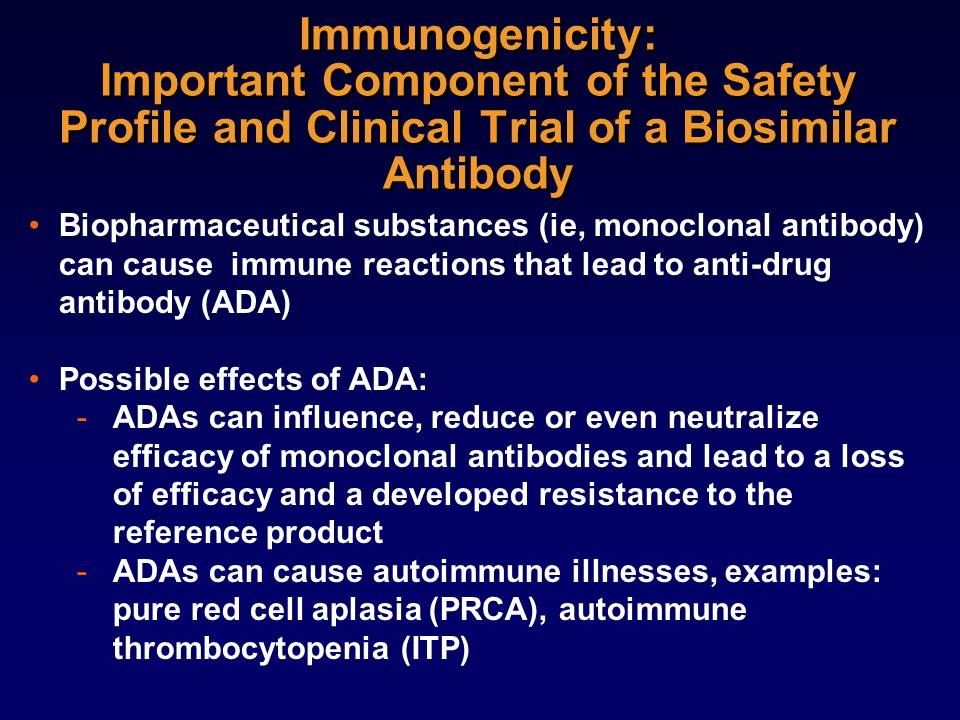 Immunogenicity:
Important Component of the Safety
Profile and Clinical Trial of a Biosimilar
Antibody
• Biopharmaceutical substances (ie, monoclonal antibody)
can cause  immune reactions that lead to anti-drug
antibody (ADA)
• Possible effects of ADA:
- ADAs can influence, reduce or even neutralize
efficacy of monoclonal antibodies and lead to a loss
of efficacy and a developed resistance to the
reference product
- ADAs can cause autoimmune illnesses, examples:
pure red cell aplasia (PRCA), autoimmune
thrombocytopenia (ITP)